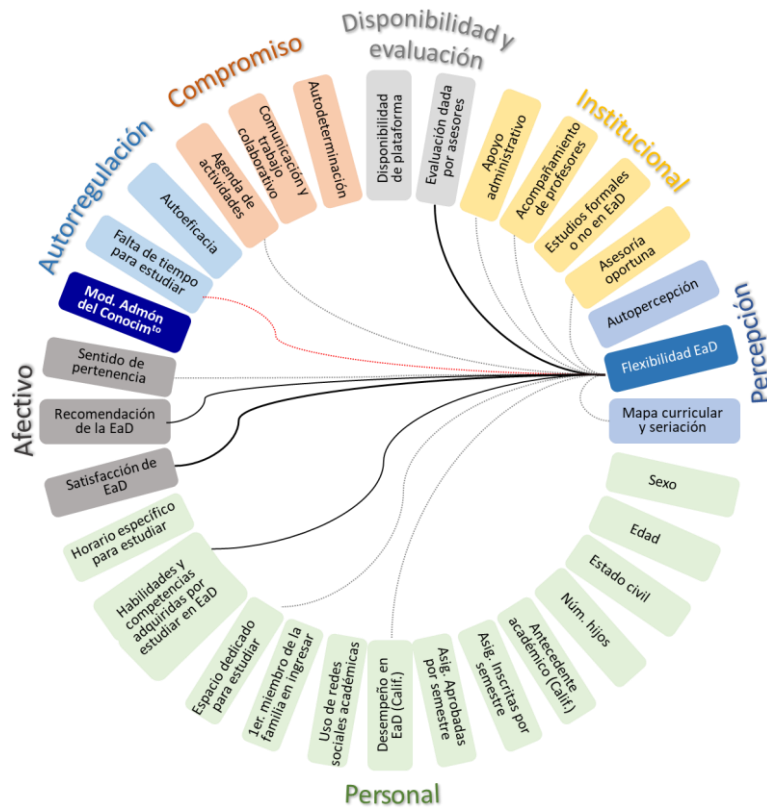 Disponibilidad y
evaluación
Compromiso
Institucional
Autorregulación
Percepción
Afectivo
Personal
Disponibilidad
de plataforma
Evaluación dada
por asesores
Apoyo
administrativo
Acompañamiento
de profesores
Estudios formales
o no en EaD
Asesoría
oportuna
Autopercepción
Flexibilidad EaD
Mapa curricular
y seriación
Sexo
Edad
Estado civil
Núm. hijos
Antecedente
académico (Calif.)
Asig. Inscritas por
semestre
Asig. Aprobadas
por semestre
Desempeño en
EaD (Calif.)
Uso de redes
sociales académicas
1er. miembro de la
familia en ingresar
Espacio dedicado
para estudiar
Habilidades y
competencias
adquiridas por
estudiar en EaD
Horario específico
para estudiar
Satisfacción de
EaD
Recomendación
de la EaD
Sentido de
pertenencia
Mod. Admón
del Conocimto
Falta de tiempo
para estudiar
Autoeficacia
Agenda de
actividades
Comunicación y
trabajo
colaborativo
Autodeterminación